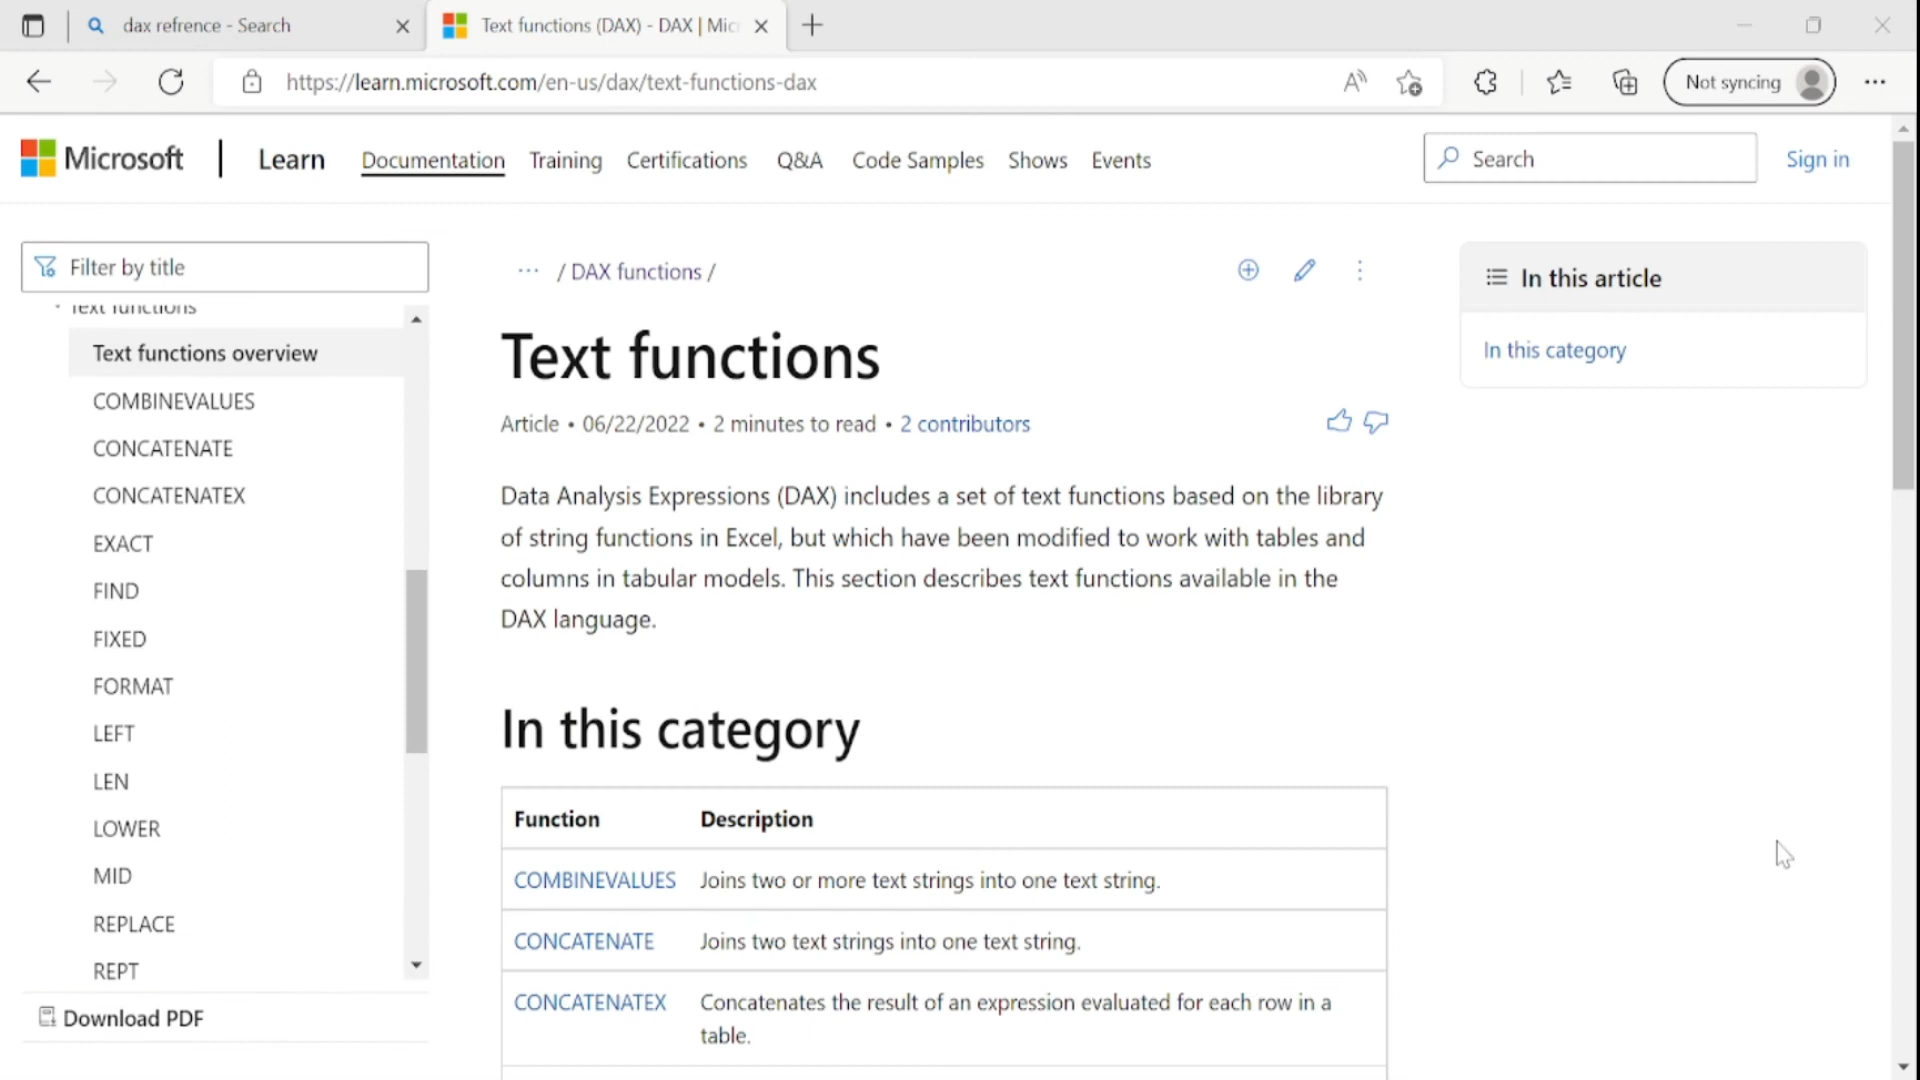 dax refrence - Search
Text functions (DAX) - DAX | Mic
https://learn.microsoft.com/en-us/dax/text-functions-dax
Not syncing
Microsoft
Learn
Documentation
Training
Certifications
Q&A
Code Samples
Shows
Events
Search
Sign in
Filter by title
Text functions
Text functions overview
COMBINEVALUES
CONCATENATE
CONCATENATEX
EXACT
FIND
FIXED
FORMAT
LEFT
LEN
LOWER
MID
REPLACE
REPT
Download PDF
··· / DAX functions /
Text functions
Article • 06/22/2022 • 2 minutes to read • 2 contributors
Data Analysis Expressions (DAX) includes a set of text functions based on the library
of string functions in Excel, but which have been modified to work with tables and
columns in tabular models. This section describes text functions available in the
DAX language.
In this category
Function Description
COMBINEVALUES Joins two or more text strings into one text string.
CONCATENATE Joins two text strings into one text string.
CONCATENATEX Concatenates the result of an expression evaluated for each row in a
table.
In this article
In this category